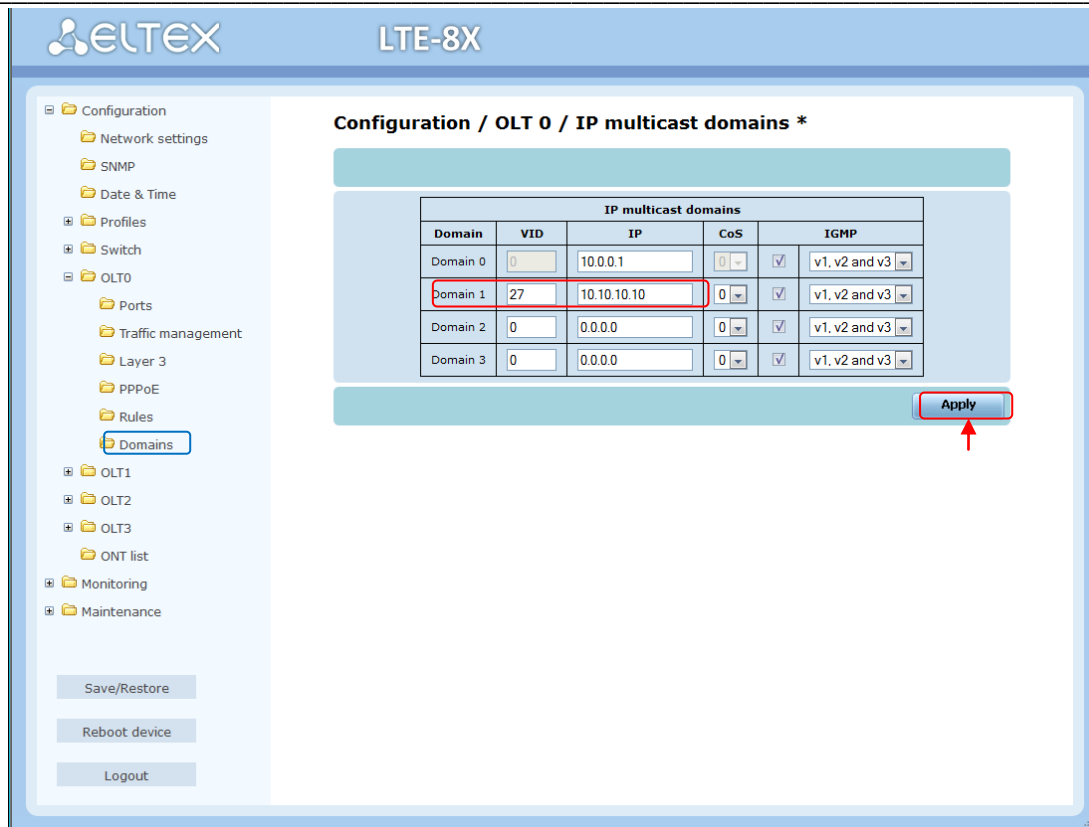 ELTEX LTE-8X
Configuration
Network settings
SNMP
Date & Time
Profiles
Switch
OLT0
Ports
Traffic management
Layer 3
PPPoE
Rules
Domains
OLT1
OLT2
OLT3
ONT list
Monitoring
Maintenance
Save/Restore
Reboot device
Logout
Configuration / OLT 0 / IP multicast domains *
IP multicast domains
Domain VID IP CoS IGMP
Domain 0 0 10.0.0.1 0 v1, v2 and v3
Domain 1 27 10.10.10.10 0 v1, v2 and v3
Domain 2 0 0.0.0.0 0 v1, v2 and v3
Domain 3 0 0.0.0.0 0 v1, v2 and v3
Apply